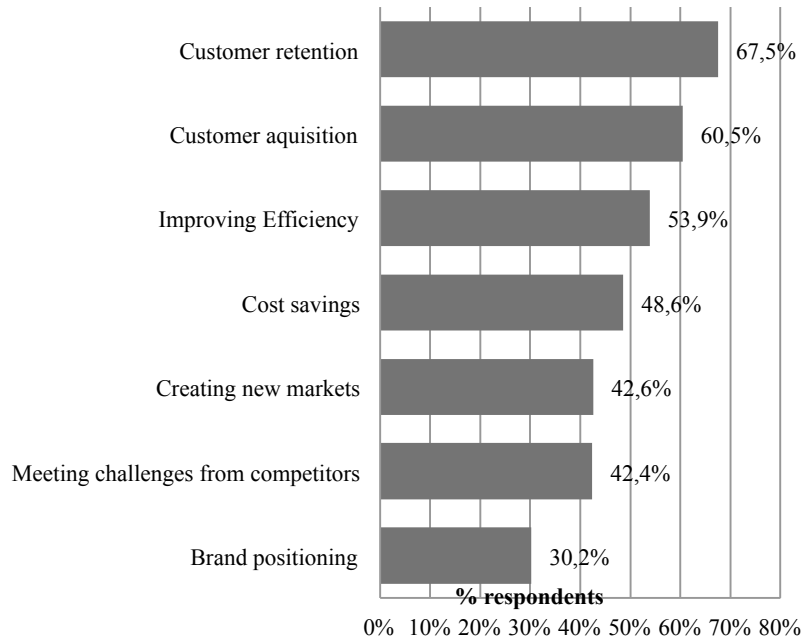 Customer retention 67,5%
Customer aquisition 60,5%
Improving Efficiency 53,9%
Cost savings 48,6%
Creating new markets 42,6%
Meeting challenges from competitors 42,4%
Brand positioning 30,2%
% respondents
0% 10% 20% 30% 40% 50% 60% 70% 80%